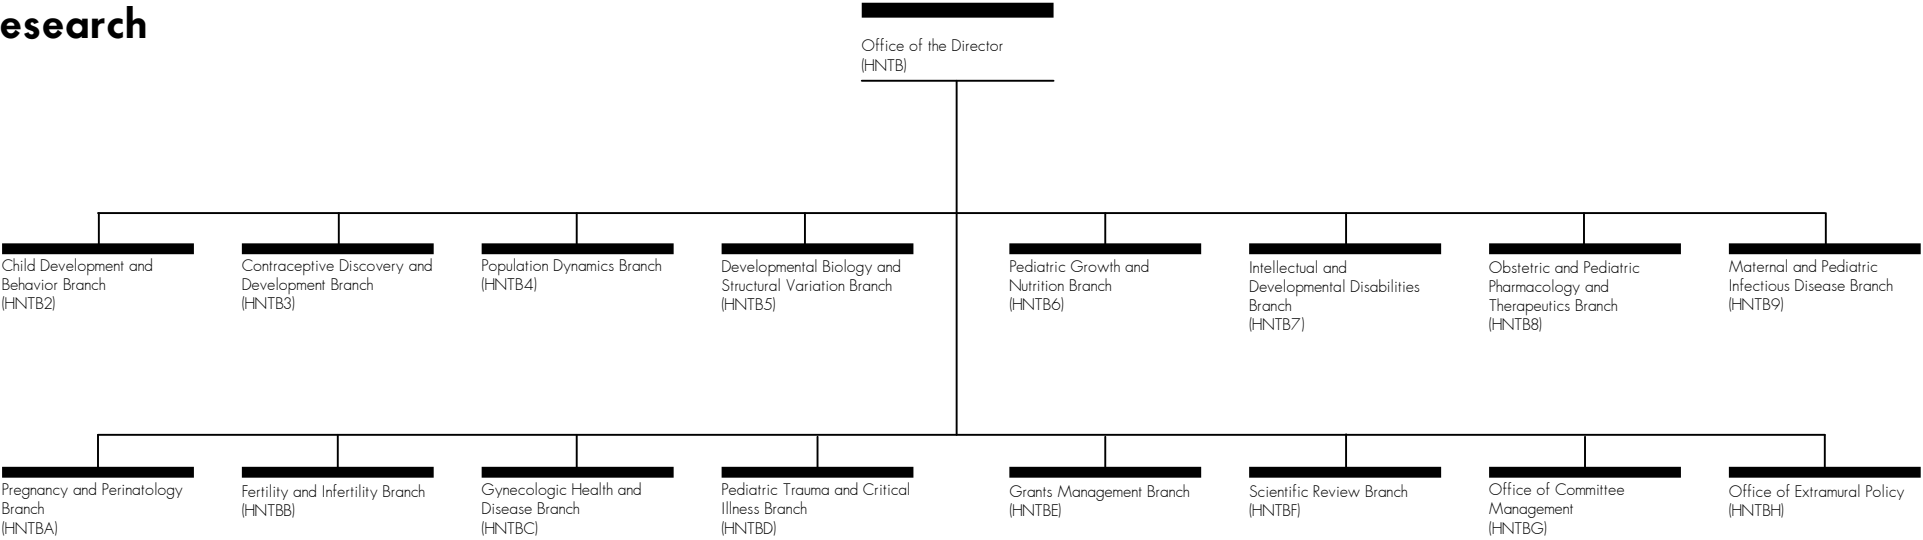 esearch
Office of the Director
(HNTB)
Child Development and
Behavior Branch
(HNTB2)
Contraceptive Discovery and
Development Branch
(HNTB3)
Population Dynamics Branch
(HNTB4)
Developmental Biology and
Structural Variation Branch
(HNTB5)
Pediatric Growth and
Nutrition Branch
(HNTB6)
Intellectual and
Developmental Disabilities
Branch
(HNTB7)
Obstetric and Pediatric
Pharmacology and
Therapeutics Branch
(HNTB8)
Maternal and Pediatric
Infectious Disease Branch
(HNTB9)
Pregnancy and Perinatology
Branch
(HNTBA)
Fertility and Infertility Branch
(HNTBB)
Gynecologic Health and
Disease Branch
(HNTBC)
Pediatric Trauma and Critical
Illness Branch
(HNTBD)
Grants Management Branch
(HNTBE)
Scientific Review Branch
(HNTBF)
Office of Committee
Management
(HNTBG)
Office of Extramural Policy
(HNTBH)